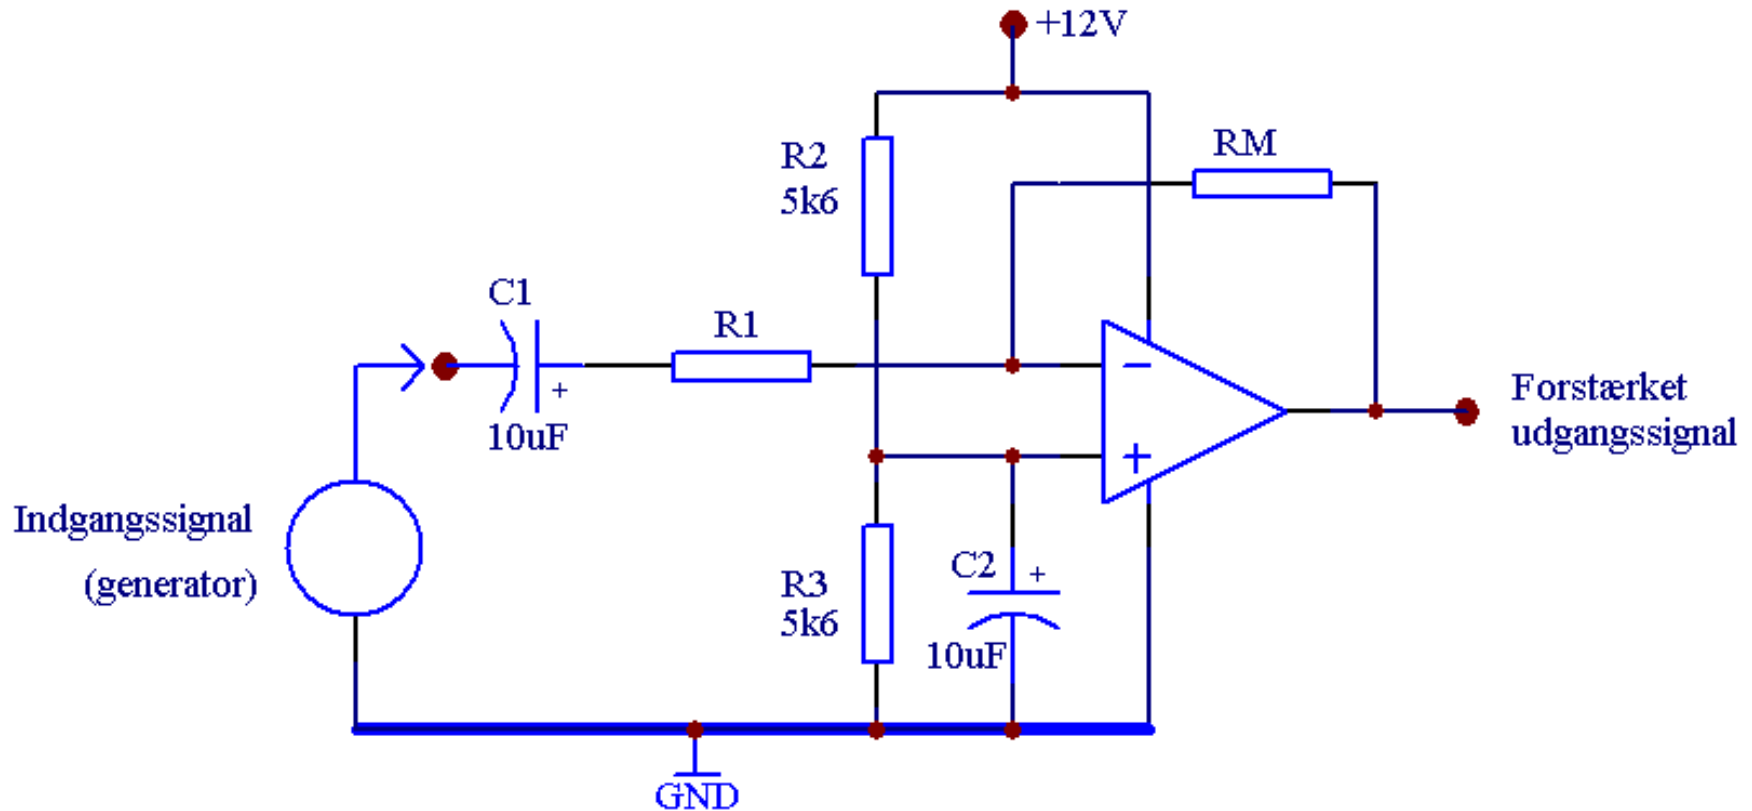 +12V
R2
5k6
RM
C1
+
10uF
R1
−
+
Forstærket
udgangssignal
Indgangssignal
(generator)
R3
5k6
C2
+
10uF
GND